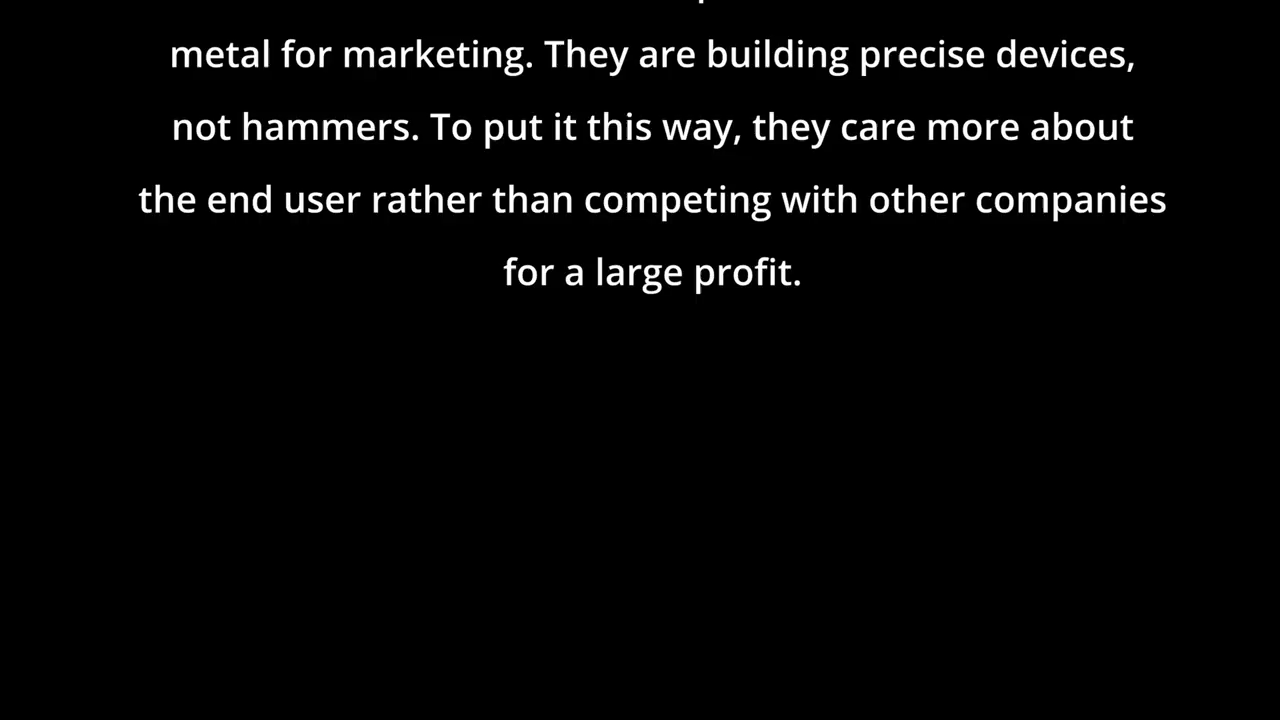 metal for marketing. They are building precise devices,
not hammers. To put it this way, they care more about
the end user rather than competing with other companies
for a large profit.